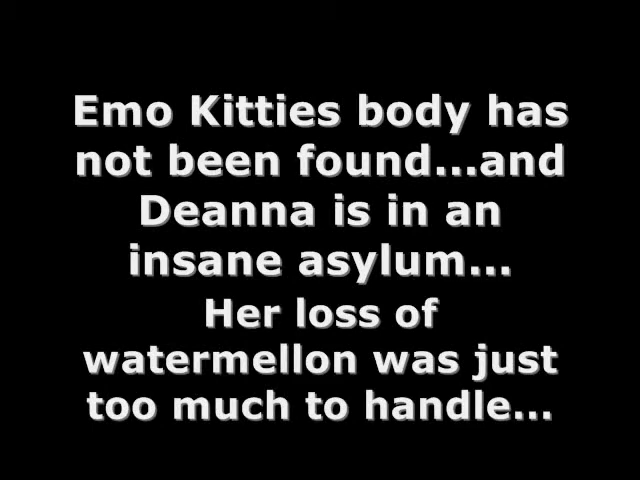 Emo Kitties body has
not been found...and
Deanna is in an
insane asylum...
Her loss of
watermellon was just
too much to handle...